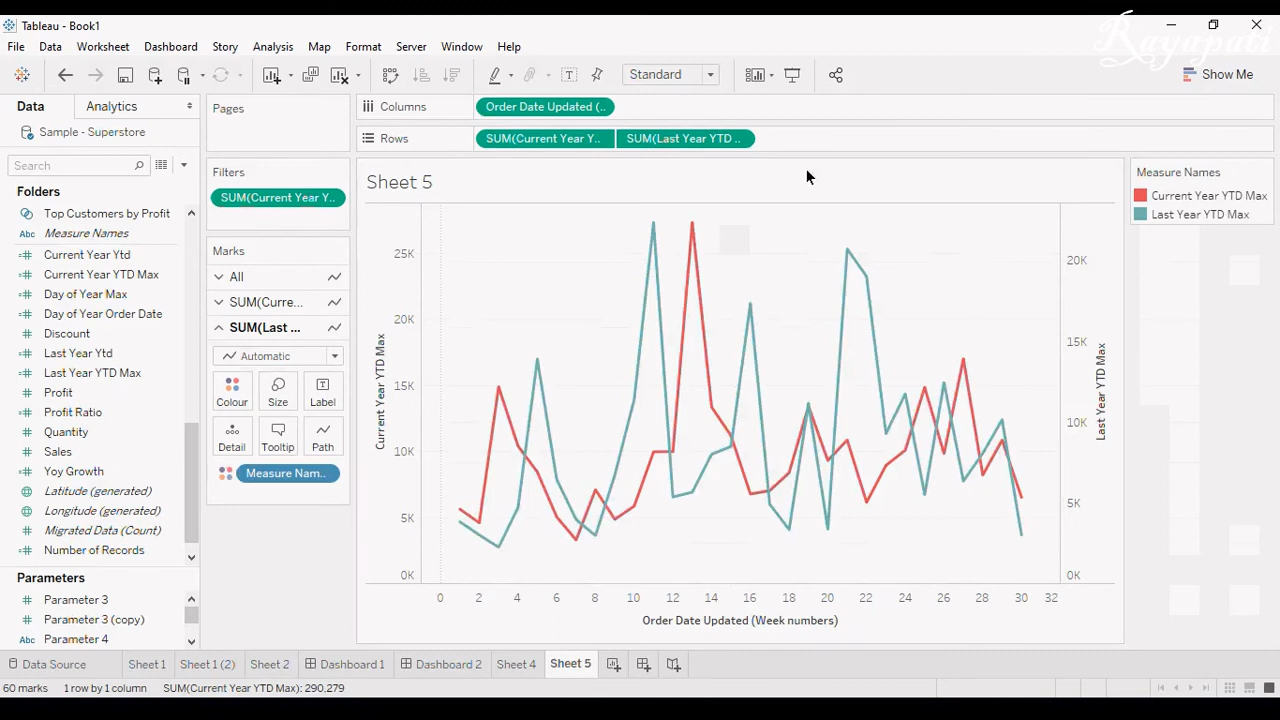 Tableau - Book1
Rayapati
File Data Worksheet Dashboard Story Analysis Map Format Server Window Help
Standard
Show Me
Data
Analytics
Sample - Superstore
Search
Folders
Top Customers by Profit
Abc Measure Names
Current Year Ytd
Current Year YTD Max
Day of Year Max
Day of Year Order Date
Discount
Last Year Ytd
Last Year YTD Max
Profit
Profit Ratio
Quantity
Sales
Yoy Growth
Latitude (generated)
Longitude (generated)
Migrated Data (Count)
Number of Records
Parameters
Parameter 3
Parameter 3 (copy)
Abc Parameter 4
Pages
Filters
SUM(Current Year Y..
Marks
All
SUM(Curre...
SUM(Last ...
Automatic
Colour Size Label
Detail Tooltip Path
Measure Nam..
Columns
Order Date Updated (..
Rows
SUM(Current Year Y..
SUM(Last Year YTD ..
Sheet 5
Current Year YTD Max
25K
20K
15K
10K
5K
0K
20K
15K
10K
5K
0K
Last Year YTD Max
0 2 4 6 8 10 12 14 16 18 20 22 24 26 28 30 32
Order Date Updated (Week numbers)
Measure Names
Current Year YTD Max
Last Year YTD Max
Data Source
Sheet 1
Sheet 1 (2)
Sheet 2
Dashboard 1
Dashboard 2
Sheet 4
Sheet 5
60 marks 1 row by 1 column SUM(Current Year YTD Max): 290,279